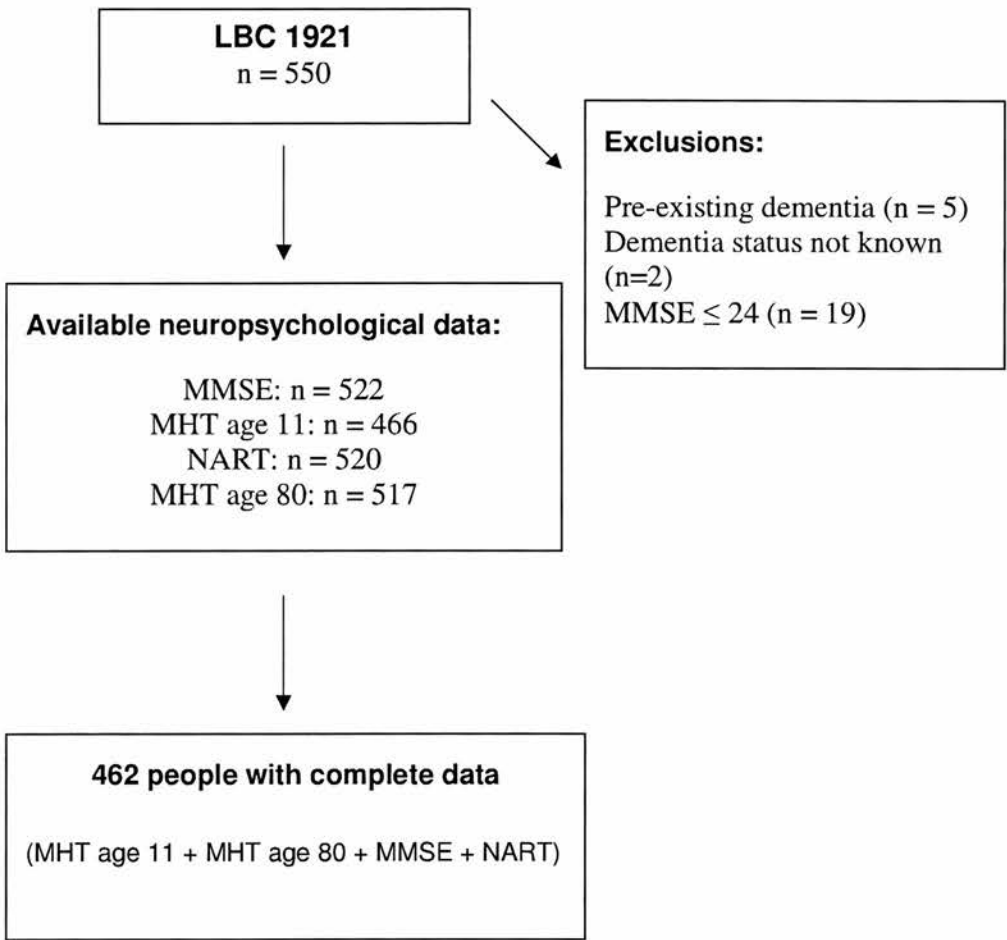 LBC 1921
n = 550
Exclusions:
Pre-existing dementia (n = 5)
Dementia status not known
(n=2)
MMSE ≤ 24 (n = 19)
Available neuropsychological data:
MMSE: n = 522
MHT age 11: n = 466
NART: n = 520
MHT age 80: n = 517
462 people with complete data
(MHT age 11 + MHT age 80 + MMSE + NART)